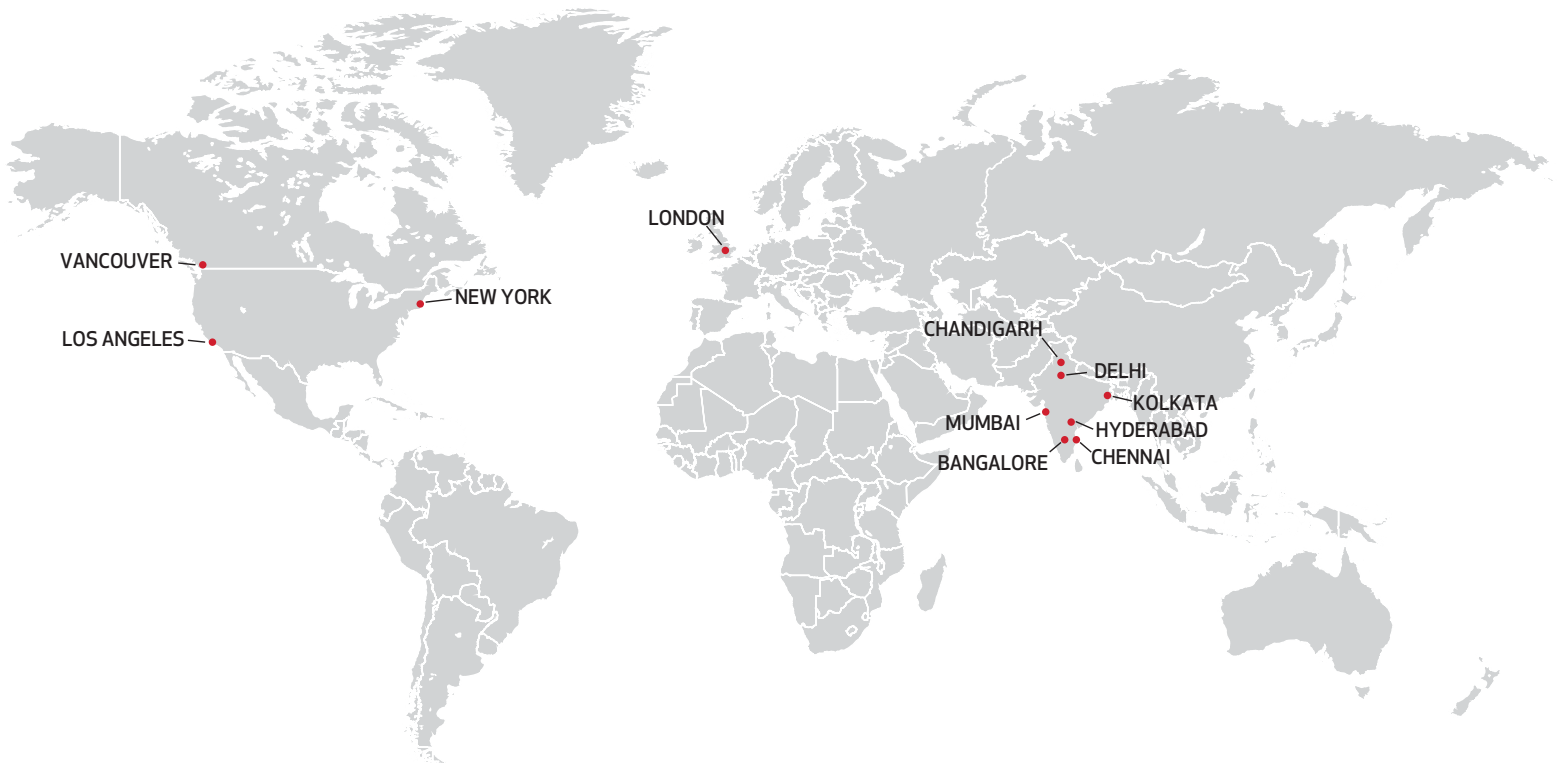 LONDON
VANCOUVER
NEW YORK
LOS ANGELES
CHANDIGARH
DELHI
KOLKATA
MUMBAI
HYDERABAD
BANGALORE
CHENNAI